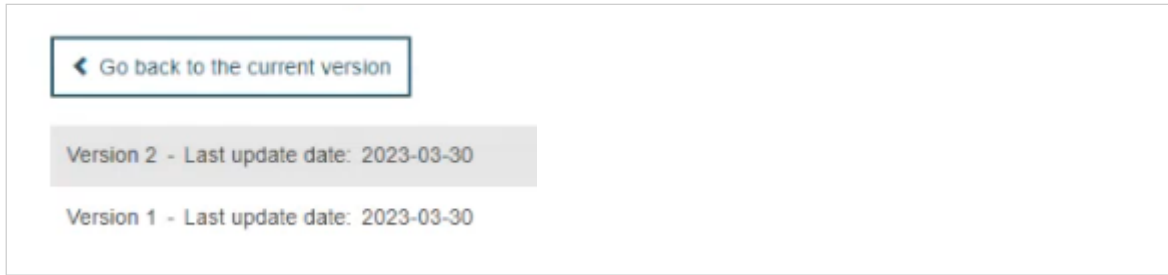 Go back to the current version
Version 2 - Last update date: 2023-03-30
Version 1 - Last update date: 2023-03-30